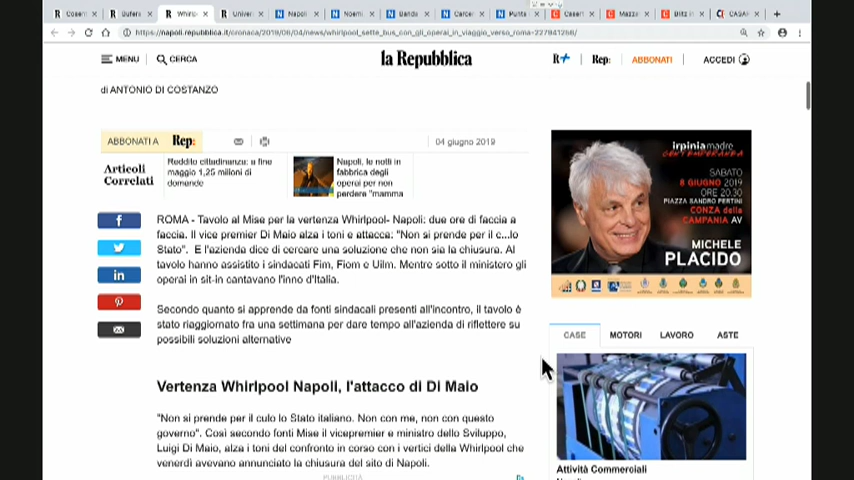 https://napoli.repubblica.it/cronaca/2019/06/04/news/whirlpool_sette_bus_con_gli_operai_in_viaggio_verso_roma-227941256/
MENU
CERCA
la Repubblica
R+
Rep:
ABBONATI
ACCEDI
di ANTONIO DI COSTANZO
ABBONATI A Rep:
04 giugno 2019
Articoli
Correlati
Reddito cittadinanza: a fine
maggio 1,25 milioni di
domande
Napoli, le notti in
fabbrica degli
operai per non
perdere "mamma
ROMA - Tavolo al Mise per la vertenza Whirlpool- Napoli: due ore di faccia a
faccia. Il vice premier Di Maio alza i toni e attacca: "Non si prende per il c...lo
Stato". E l'azienda dice di cercare una soluzione che non sia la chiusura. Al
tavolo hanno assistito i sindacati Fim, Fiom e Uilm. Mentre sotto il ministero gli
operai in sit-in cantavano l'inno d'Italia.
Secondo quanto si apprende da fonti sindacali presenti all'incontro, il tavolo è
stato riaggiornato fra una settimana per dare tempo all'azienda di riflettere su
possibili soluzioni alternative
Vertenza Whirlpool Napoli, l'attacco di Di Maio
"Non si prende per il culo lo Stato italiano. Non con me, non con questo
governo". Così secondo fonti Mise il vicepremier e ministro dello Sviluppo,
Luigi Di Maio, alza i toni del confronto in corso con i vertici della Whirlpool che
venerdì avevano annunciato la chiusura del sito di Napoli.
PUBBLICITÀ
irpiniamadre
CONTEMPORANEA
SABATO
8 GIUGNO 2019
ORE 20.30
PIAZZA SANDRO PERTINI
CONZA della
CAMPANIA AV
MICHELE
PLACIDO
CASE
MOTORI
LAVORO
ASTE
Attività Commerciali